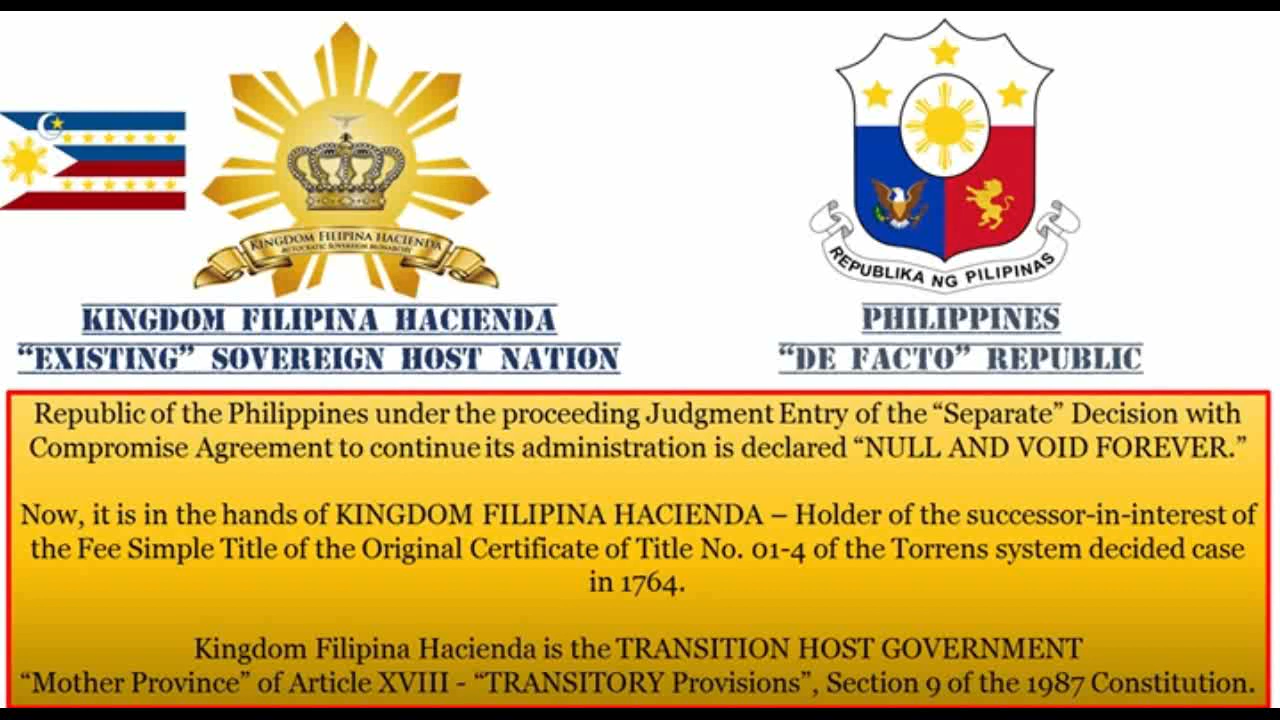 KINGDOM FILIPINA HACIENDA
AUTOCRATIC SOVEREIGN MONARCHY
REPUBLIKA NG PILIPINAS
KINGDOM FILIPINA HACIENDA
“EXISTING” SOVEREIGN HOST NATION
PHILIPPINES
“DE FACTO” REPUBLIC
Republic of the Philippines under the proceeding Judgment Entry of the “Separate” Decision with
Compromise Agreement to continue its administration is declared “NULL AND VOID FOREVER.”
Now, it is in the hands of KINGDOM FILIPINA HACIENDA – Holder of the successor-in-interest of
the Fee Simple Title of the Original Certificate of Title No. 01-4 of the Torrens system decided case
in 1764.
Kingdom Filipina Hacienda is the TRANSITION HOST GOVERNMENT
“Mother Province” of Article XVIII - “TRANSITORY Provisions”, Section 9 of the 1987 Constitution.